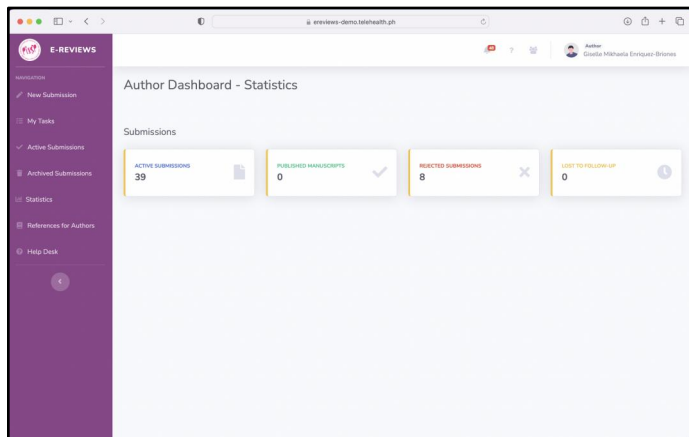 ereviews-demo.telehealth.ph
E-REVIEWS
?
Author
Giselle Mikhaela Enriquez-Briones
NAVIGATION
New Submission
My Tasks
Active Submissions
Archived Submissions
Statistics
References for Authors
Help Desk
Author Dashboard - Statistics
Submissions
ACTIVE SUBMISSIONS
39
PUBLISHED MANUSCRIPTS
0
REJECTED SUBMISSIONS
8
LOST TO FOLLOW-UP
0